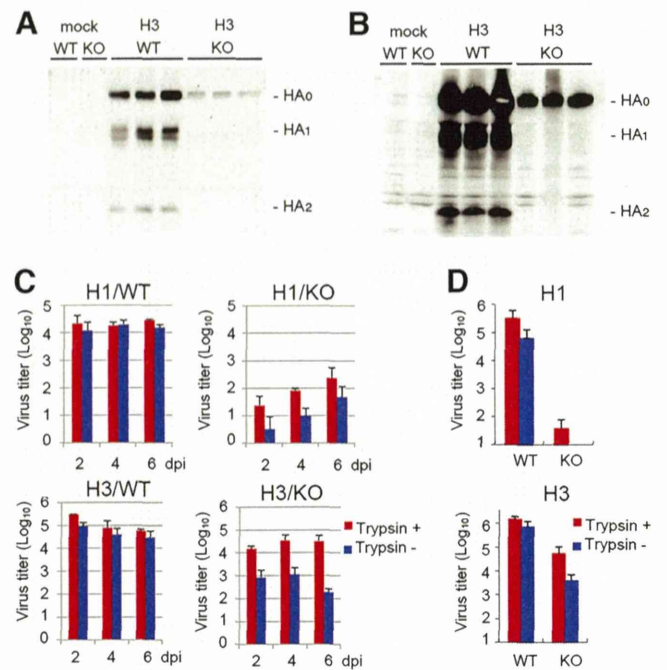 A
mock H3 H3
WT KO WT KO
- HA0
- HA1
- HA2
B
mock H3 H3
WT KO WT KO
- HA0
- HA1
- HA2
C
H1/WT
Virus titer (Log10)
5
4
3
2
1
0
2 4 6 dpi
H1/KO
Virus titer (Log10)
5
4
3
2
1
0
2 4 6 dpi
H3/WT
Virus titer (Log10)
6
5
4
3
2
1
0
2 4 6 dpi
H3/KO
Virus titer (Log10)
6
5
4
3
2
1
0
2 4 6 dpi
Trypsin +
Trypsin -
D
H1
Virus titer (Log10)
6
5
4
3
2
1
WT KO
H3
Virus titer (Log10)
6
5
4
3
2
1
WT KO
Trypsin +
Trypsin -